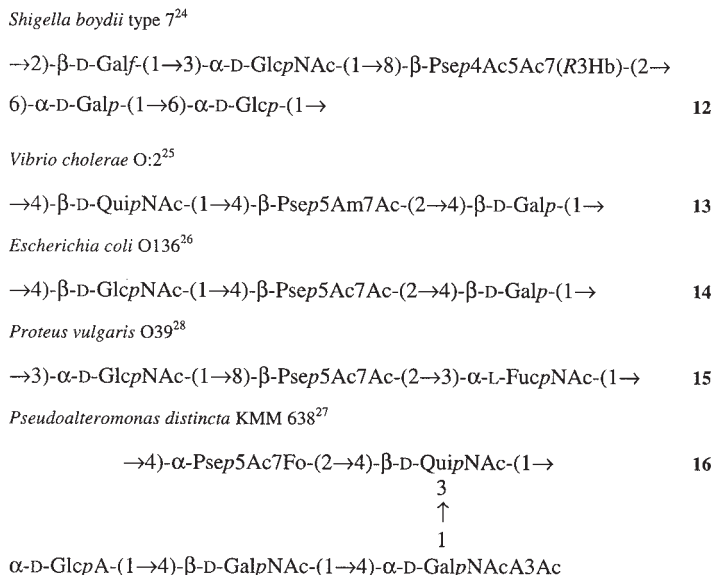 Shigella boydii type 7²⁴
→2)-β-D-Galf-(1→3)-α-D-GlcpNAc-(1→8)-β-Psep4Ac5Ac7(R3Hb)-(2→
6)-α-D-Galp-(1→6)-α-D-Glcp-(1→ 12
Vibrio cholerae O:2²⁵
→4)-β-D-QuipNAc-(1→4)-β-Psep5Am7Ac-(2→4)-β-D-Galp-(1→ 13
Escherichia coli O136²⁶
→4)-β-D-GlcpNAc-(1→4)-β-Psep5Ac7Ac-(2→4)-β-D-Galp-(1→ 14
Proteus vulgaris O39²⁸
→3)-α-D-GlcpNAc-(1→8)-β-Psep5Ac7Ac-(2→3)-α-L-FucpNAc-(1→ 15
Pseudoalteromonas distincta KMM 638²⁷
→4)-α-Psep5Ac7Fo-(2→4)-β-D-QuipNAc-(1→ 16
3
↑
1
α-D-GlcpA-(1→4)-β-D-GalpNAc-(1→4)-α-D-GalpNAcA3Ac